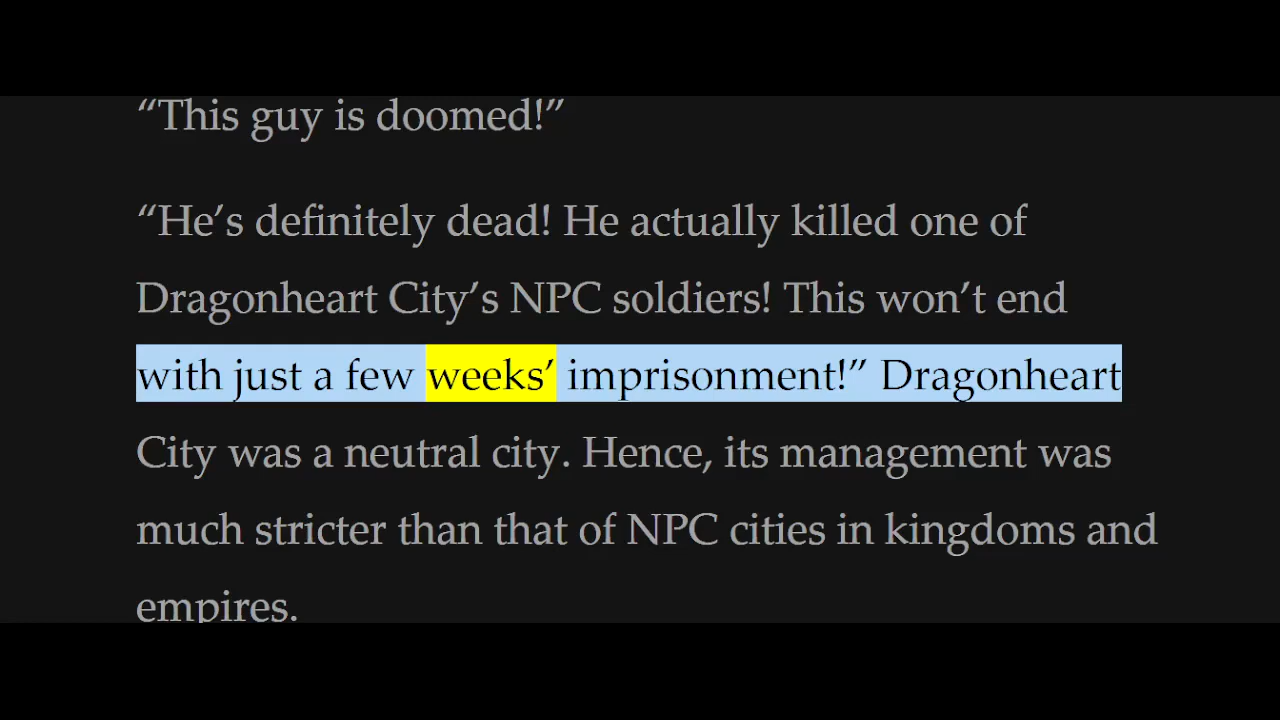 “This guy is doomed!”
“He’s definitely dead! He actually killed one of
Dragonheart City’s NPC soldiers! This won’t end
with just a few weeks’ imprisonment!” Dragonheart
City was a neutral city. Hence, its management was
much stricter than that of NPC cities in kingdoms and
empires.